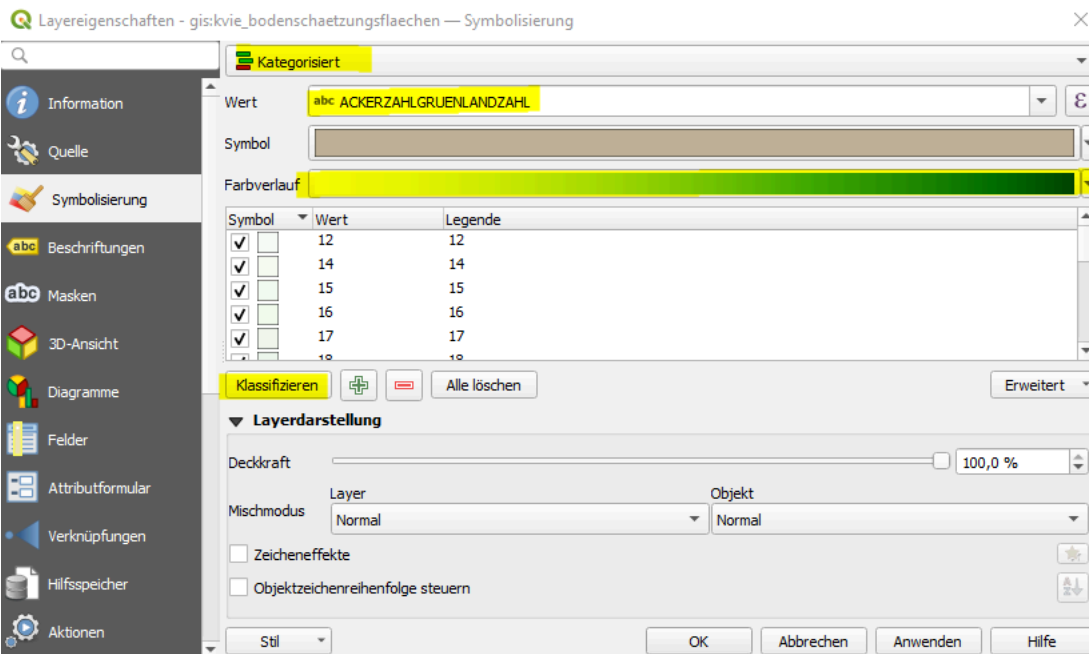 Layereigenschaften - gis:kvie_bodenschaetzungsflaechen — Symbolisierung
Kategorisiert
Information
Wert
abc ACKERZAHLGRUENLANDZAHL
ε
Quelle
Symbol
Farbverlauf
Symbolisierung
Symbol Wert Legende
12 12
abc Beschriftungen
14 14
15 15
abc Masken
16 16
17 17
3D-Ansicht
18 18
Diagramme
Klassifizieren
Alle löschen
Erweitert
Layerdarstellung
Felder
Deckkraft
100,0 %
Attributformular
Layer Objekt
Mischmodus
Normal Normal
Verknüpfungen
Zeicheneffekte
Hilfsspeicher
Objektzeichenreihenfolge steuern
Aktionen
Stil
OK
Abbrechen
Anwenden
Hilfe